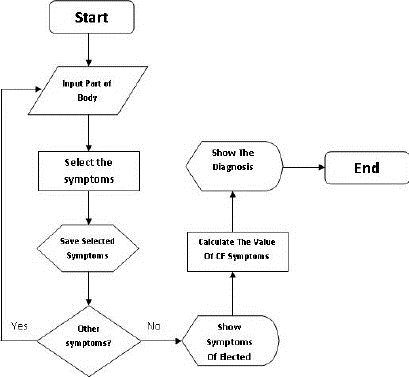 Start
Input Part of
Body
Select the
symptoms
Save Selected
Symptoms
Other
symptoms?
Yes
No
Show
Symptoms
Of Elected
Calculate The Value
Of CF Symptoms
Show The
Diagnosis
End